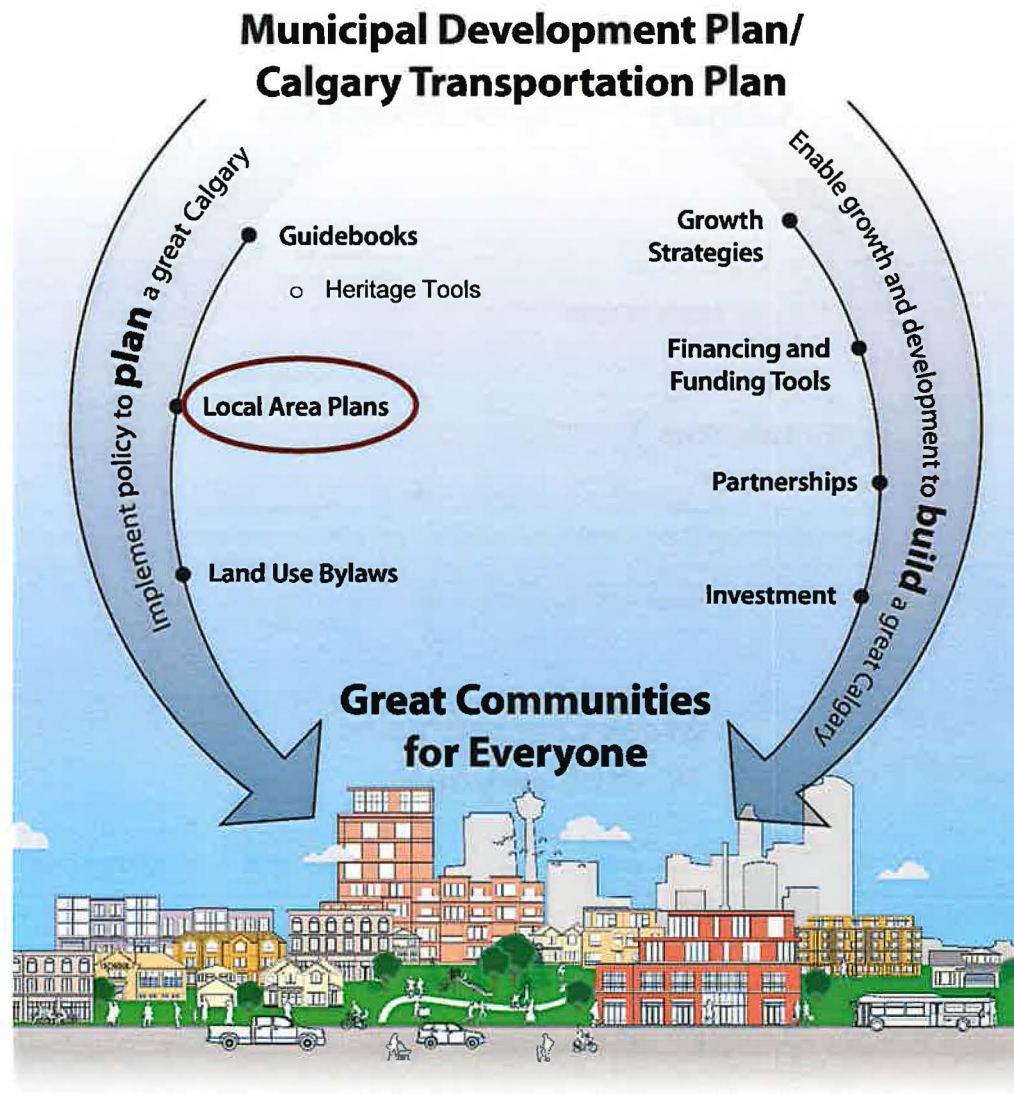 Municipal Development Plan/
Calgary Transportation Plan
Implement policy to plan a great Calgary
Guidebooks
o Heritage Tools
Local Area Plans
Land Use Bylaws
Enable growth and development to build a great Calgary
Growth
Strategies
Financing and
Funding Tools
Partnerships
Investment
Great Communities
for Everyone
SCHOOL